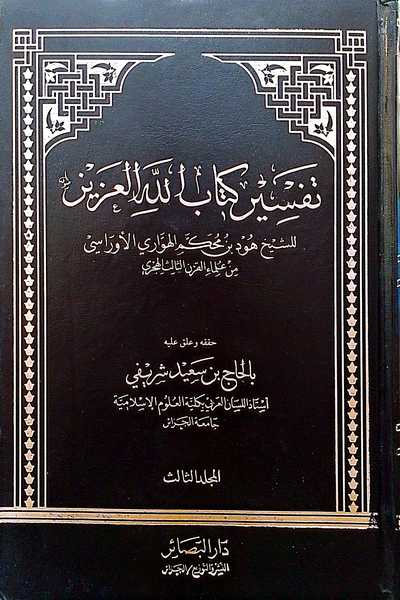 تفسير كتاب الله العزيز
للشيخ هود بن محكم الهواري الأوراسي
من علماء القرن الثالث الهجري
حققه وعلق عليه
بالحاج بن سعيد شريفي
أستاذ اللسان العربي بكلية العلوم الإسلامية
جامعة الجزائر
المجلد الثالث
دار البصائر
للنشر والتوزيع / الجزائر